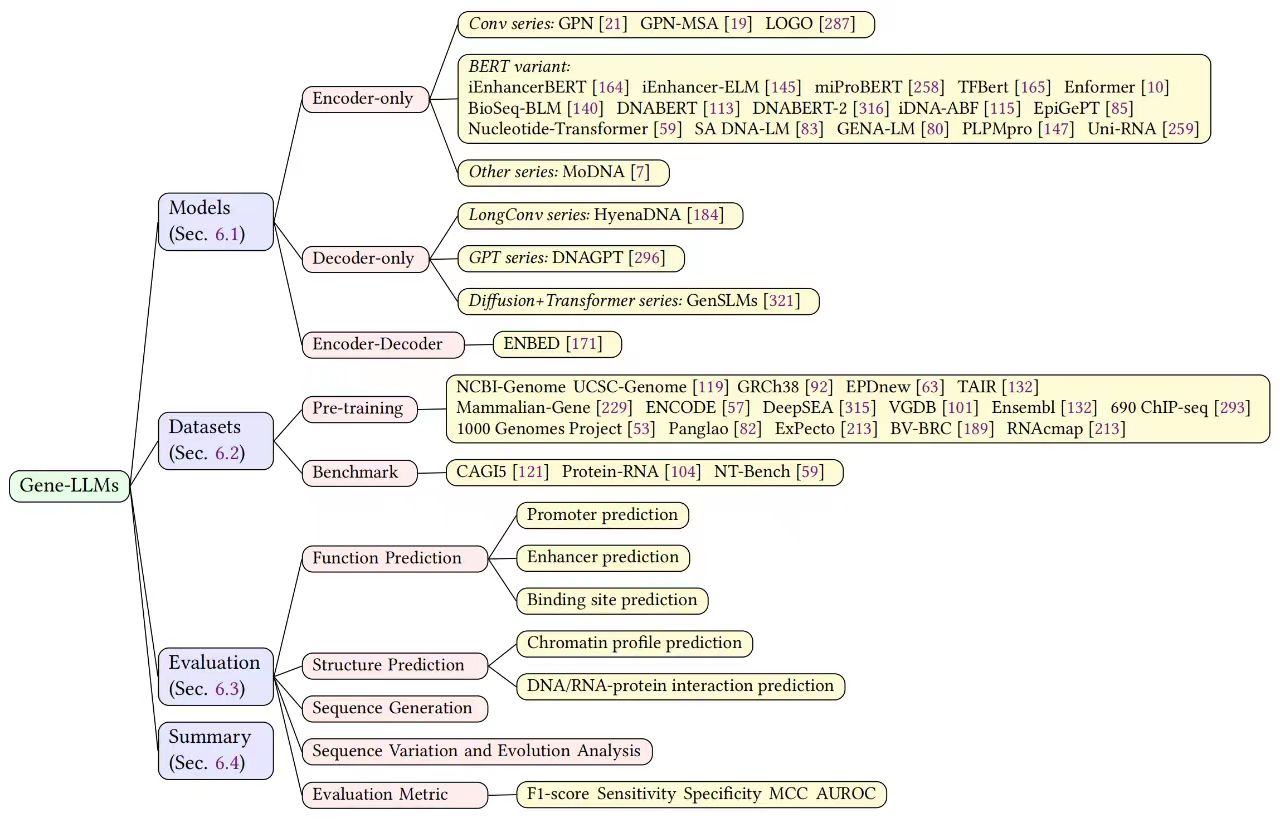 Gene-LLMs
Models
(Sec. 6.1)
Encoder-only
Conv series: GPN [21] GPN-MSA [19] LOGO [287]
BERT variant:
iEnhancerBERT [164] iEnhancer-ELM [145] miProBERT [258] TFBert [165] Enformer [10]
BioSeq-BLM [140] DNABERT [113] DNABERT-2 [316] iDNA-ABF [115] EpiGePT [85]
Nucleotide-Transformer [59] SA DNA-LM [83] GENA-LM [80] PLPMpro [147] Uni-RNA [259]
Other series: MoDNA [7]
Decoder-only
LongConv series: HyenaDNA [184]
GPT series: DNAGPT [296]
Diffusion+Transformer series: GenSLMs [321]
Encoder-Decoder
ENBED [171]
Datasets
(Sec. 6.2)
Pre-training
NCBI-Genome UCSC-Genome [119] GRCh38 [92] EPDnew [63] TAIR [132]
Mammalian-Gene [229] ENCODE [57] DeepSEA [315] VGDB [101] Ensembl [132] 690 ChIP-seq [293]
1000 Genomes Project [53] Panglao [82] ExPecto [213] BV-BRC [189] RNAcmap [213]
Benchmark
CAGI5 [121] Protein-RNA [104] NT-Bench [59]
Evaluation
(Sec. 6.3)
Function Prediction
Promoter prediction
Enhancer prediction
Binding site prediction
Structure Prediction
Chromatin profile prediction
DNA/RNA-protein interaction prediction
Sequence Generation
Sequence Variation and Evolution Analysis
Evaluation Metric
F1-score Sensitivity Specificity MCC AUROC
Summary
(Sec. 6.4)